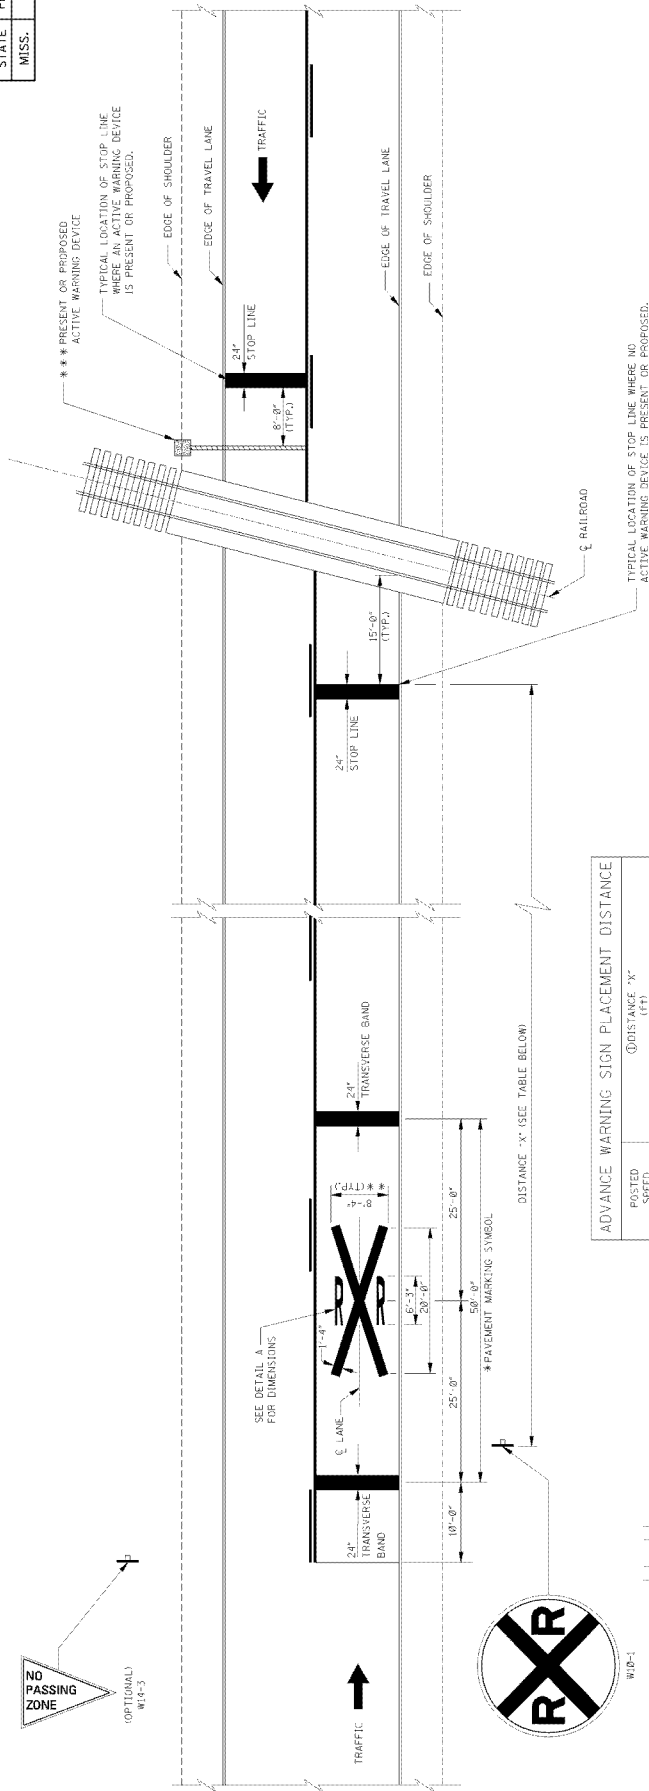 STATE
MISS.
* * * PRESENT OR PROPOSED
ACTIVE WARNING DEVICE
TYPICAL LOCATION OF STOP LINE
WHERE AN ACTIVE WARNING DEVICE
IS PRESENT OR PROPOSED.
EDGE OF SHOULDER
EDGE OF TRAVEL LANE
TRAFFIC
24"
STOP LINE
8'-0"
(TYP.)
EDGE OF TRAVEL LANE
EDGE OF SHOULDER
℄ RAILROAD
15'-0"
(TYP.)
24"
STOP LINE
TYPICAL LOCATION OF STOP LINE WHERE NO
ACTIVE WARNING DEVICE IS PRESENT OR PROPOSED.
24"
TRANSVERSE BAND
8'-4"
* * (TYP.)
R
R
SEE DETAIL A
FOR DIMENSIONS
1'-4"
℄ LANE
6'-3"
20'-0"
25'-0"
25'-0"
50'-0"
* PAVEMENT MARKING SYMBOL
10'-0"
24"
TRANSVERSE
BAND
DISTANCE "X" (SEE TABLE BELOW)
ADVANCE WARNING SIGN PLACEMENT DISTANCE
POSTED
SPEED
① DISTANCE "X"
(ft)
NO
PASSING
ZONE
(OPTIONAL)
W14-3
TRAFFIC
R R
W10-1